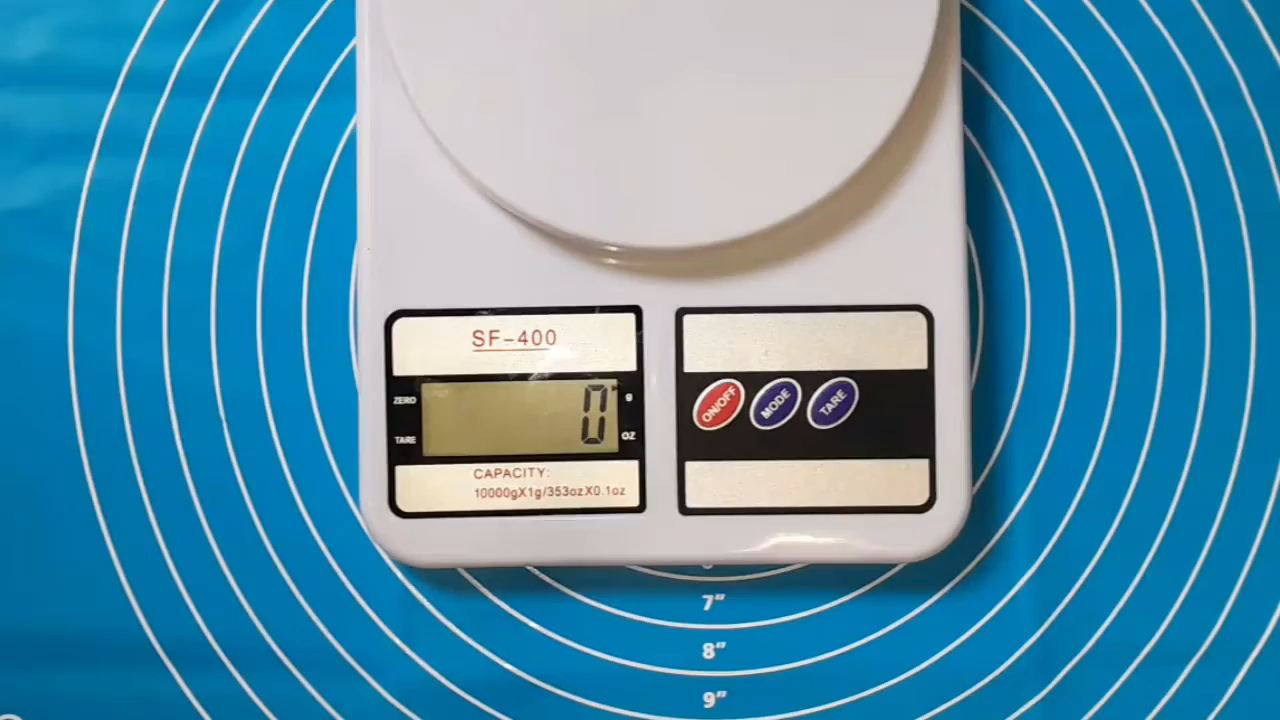 SF-400
ZERO
TARE
0
g
OZ
CAPACITY:
10000gX1g/353ozX0.1oz
ON/OFF
MODE
TARE
7"
8"
9"